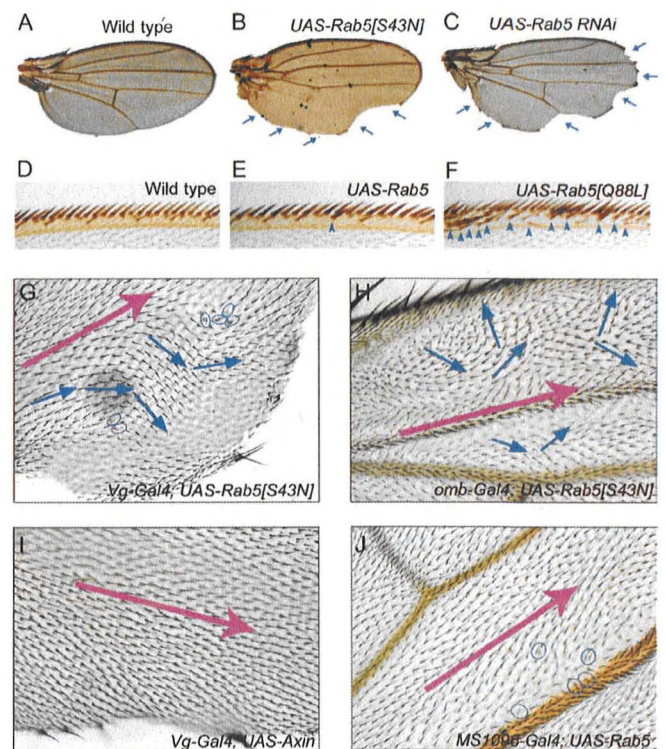 A Wild type
B UAS-Rab5[S43N]
C UAS-Rab5 RNAi
D Wild type
E UAS-Rab5
F UAS-Rab5[Q88L]
G
Vg-Gal4; UAS-Rab5[S43N]
H
omb-Gal4; UAS-Rab5[S43N]
I
Vg-Gal4; UAS-Axin
J
MS1096-Gal4; UAS-Rab5